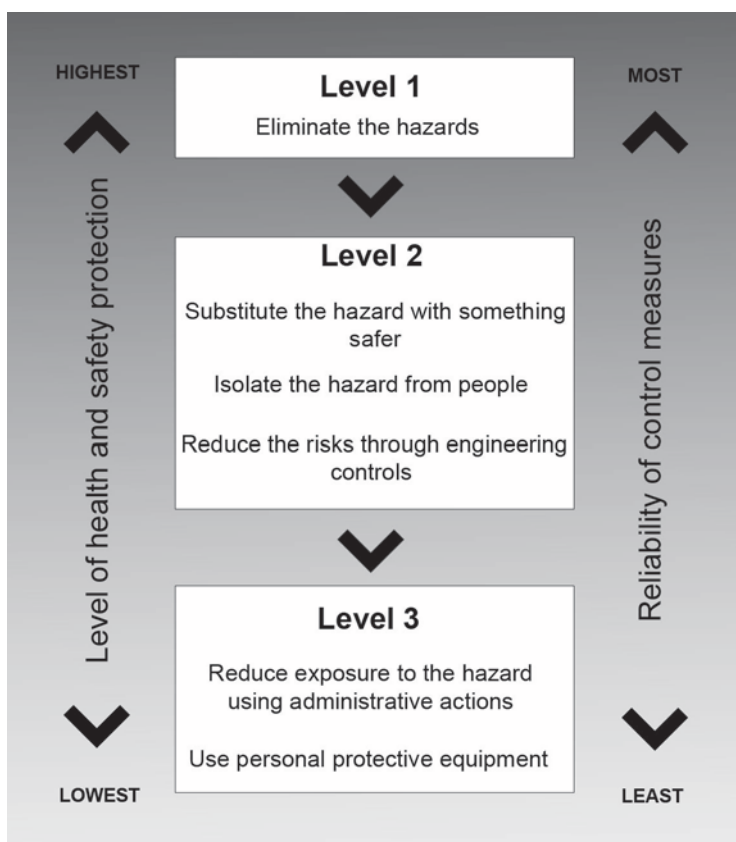 HIGHEST
MOST
Level 1
Eliminate the hazards
Level 2
Substitute the hazard with something
safer
Isolate the hazard from people
Reduce the risks through engineering
controls
Level 3
Reduce exposure to the hazard
using administrative actions
Use personal protective equipment
Level of health and safety protection
Reliability of control measures
LOWEST
LEAST